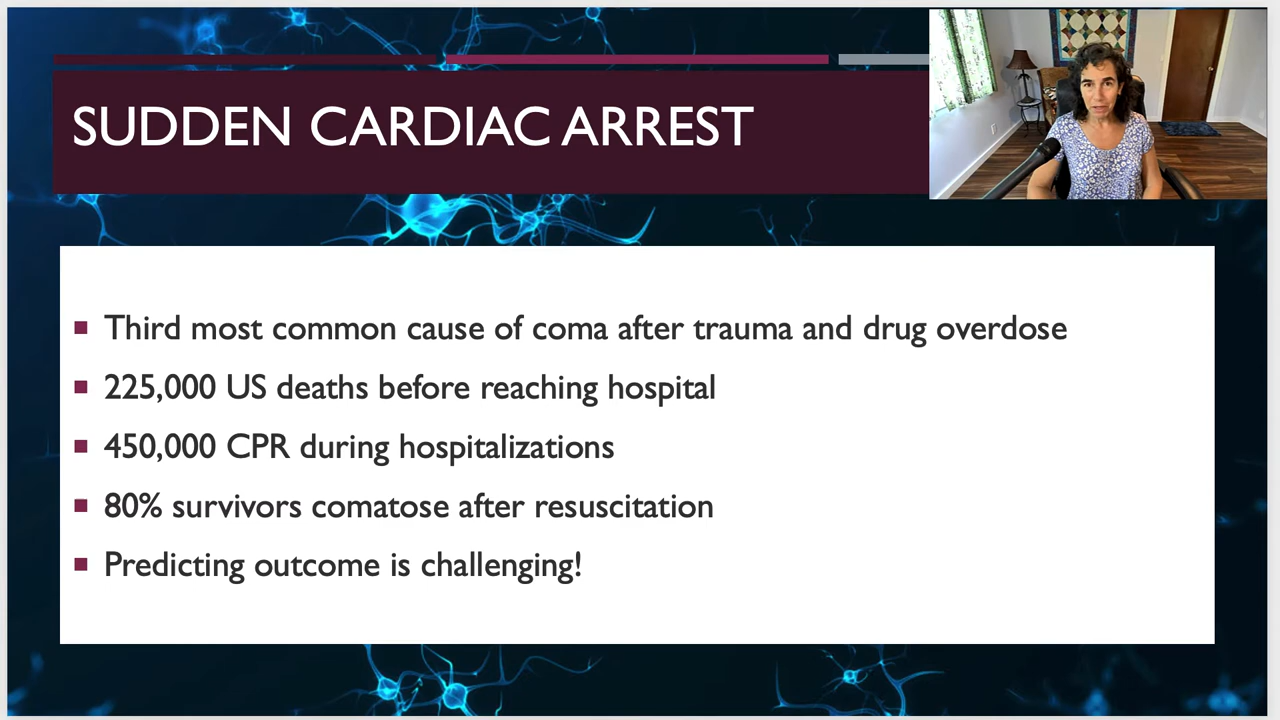 SUDDEN CARDIAC ARREST
Third most common cause of coma after trauma and drug overdose
225,000 US deaths before reaching hospital
450,000 CPR during hospitalizations
80% survivors comatose after resuscitation
Predicting outcome is challenging!